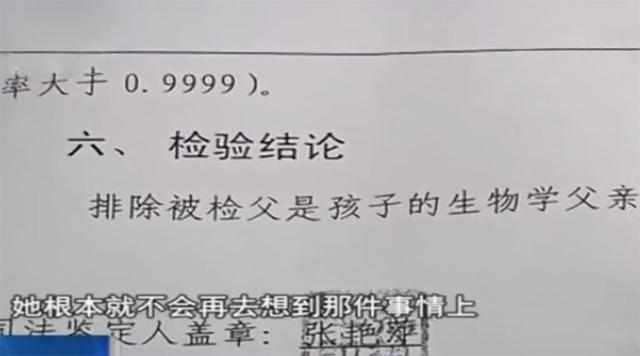 率大于 0.9999)。
六、检验结论
排除被检父是孩子的生物学父亲
她根本就不会再去想到那件事情上
司法鉴定人盖章：张艳萍